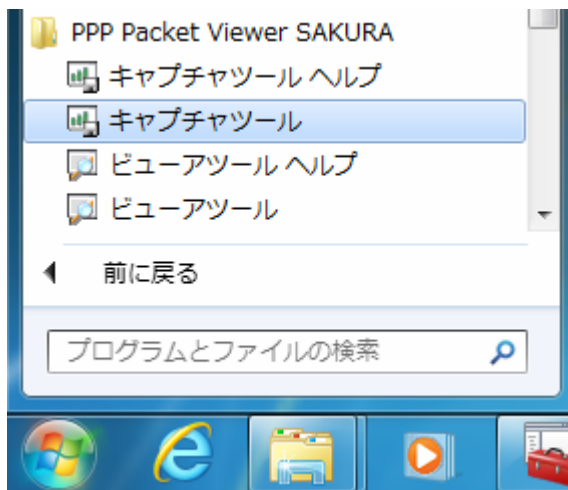 PPP Packet Viewer SAKURA
キャプチャツール ヘルプ
キャプチャツール
ビューアツール ヘルプ
ビューアツール
前に戻る
プログラムとファイルの検索